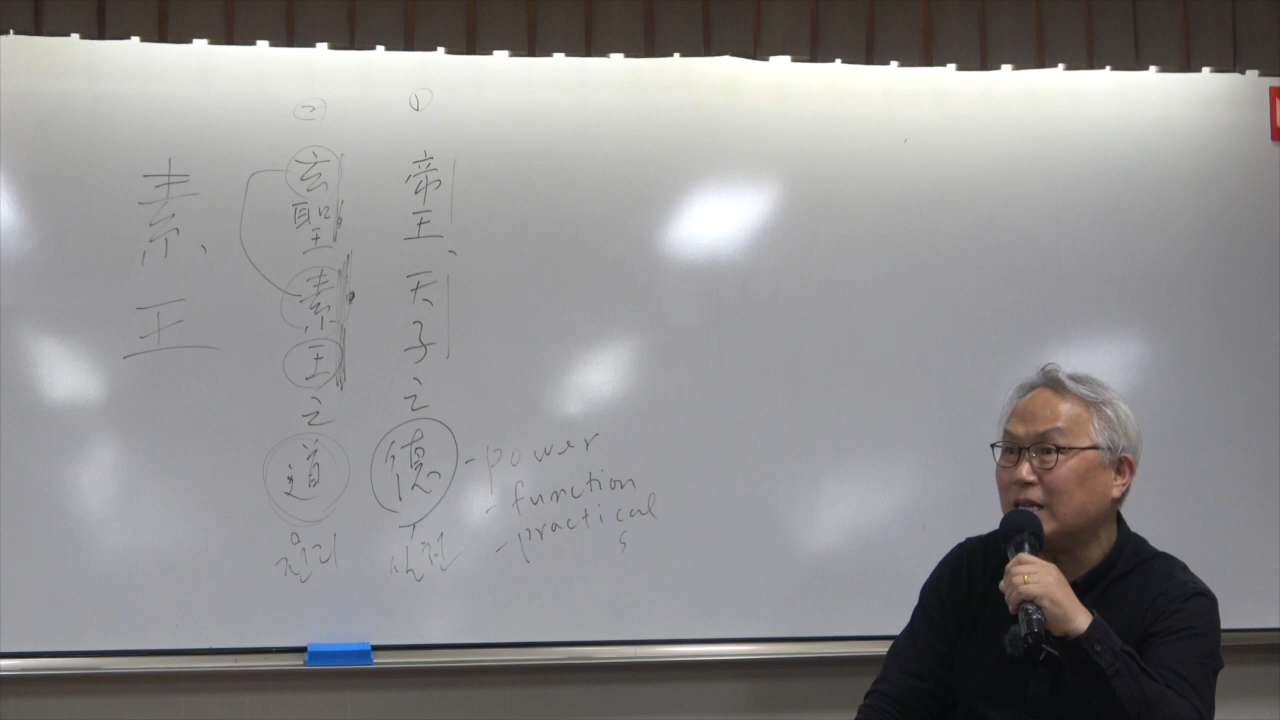 ①
帝王、天子之德
- power
- function
- practical
s
실천
②
玄聖素王之道
원리
素王